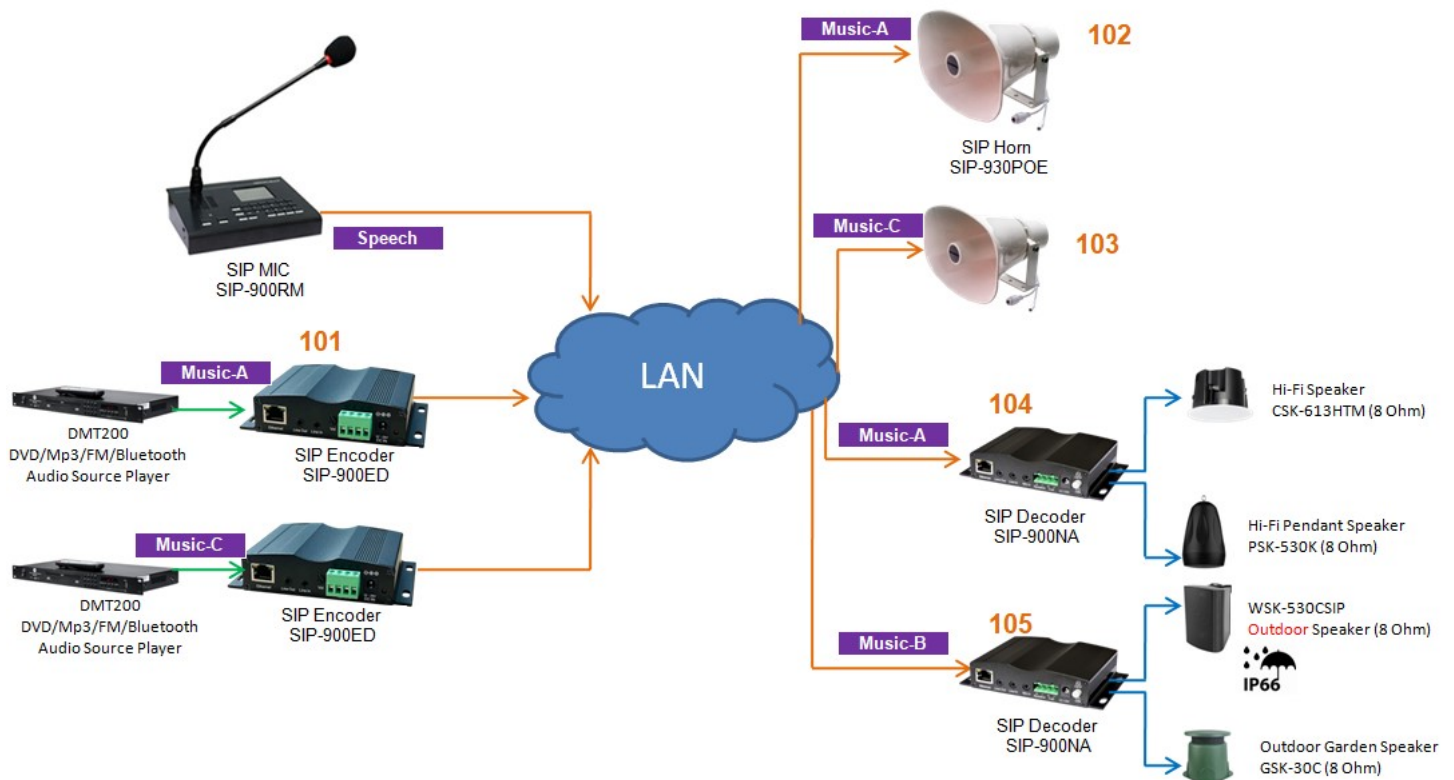 Music-A
102
SIP Horn
SIP-930POE
Speech
SIP MIC
SIP-900RM
Music-C
103
101
Music-A
LAN
DMT200
DVD/Mp3/FM/Bluetooth
Audio Source Player
SIP Encoder
SIP-900ED
104
Music-A
SIP Decoder
SIP-900NA
Hi-Fi Speaker
CSK-613HTM (8 Ohm)
Hi-Fi Pendant Speaker
PSK-530K (8 Ohm)
Music-C
DMT200
DVD/Mp3/FM/Bluetooth
Audio Source Player
SIP Encoder
SIP-900ED
105
Music-B
SIP Decoder
SIP-900NA
WSK-530CSIP
Outdoor Speaker (8 Ohm)
IP66
Outdoor Garden Speaker
GSK-30C (8 Ohm)